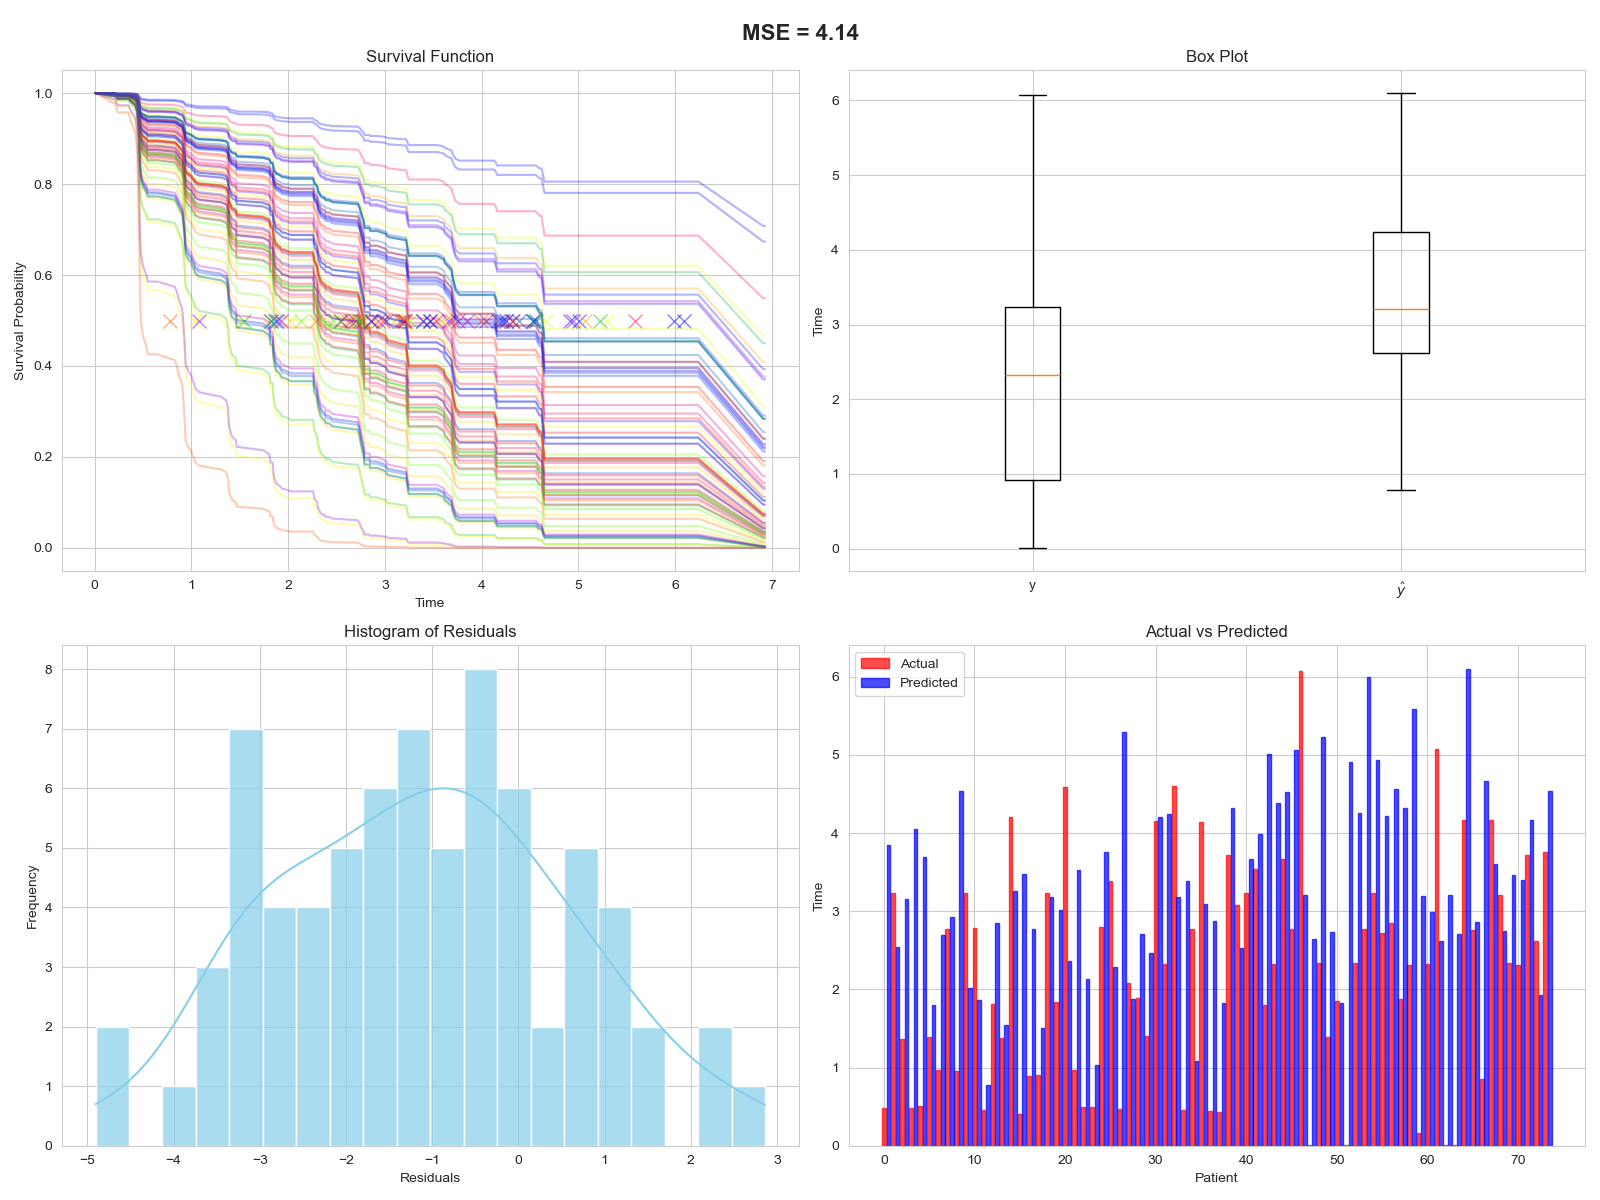 MSE = 4.14
Survival Function
Survival Probability
1.0
0.8
0.6
0.4
0.2
0.0
0 1 2 3 4 5 6 7
Time
Box Plot
Time
6
5
4
3
2
1
0
y ŷ
Histogram of Residuals
Frequency
8
7
6
5
4
3
2
1
0
−5 −4 −3 −2 −1 0 1 2 3
Residuals
Actual vs Predicted
Actual
Predicted
Time
6
5
4
3
2
1
0
0 10 20 30 40 50 60 70
Patient